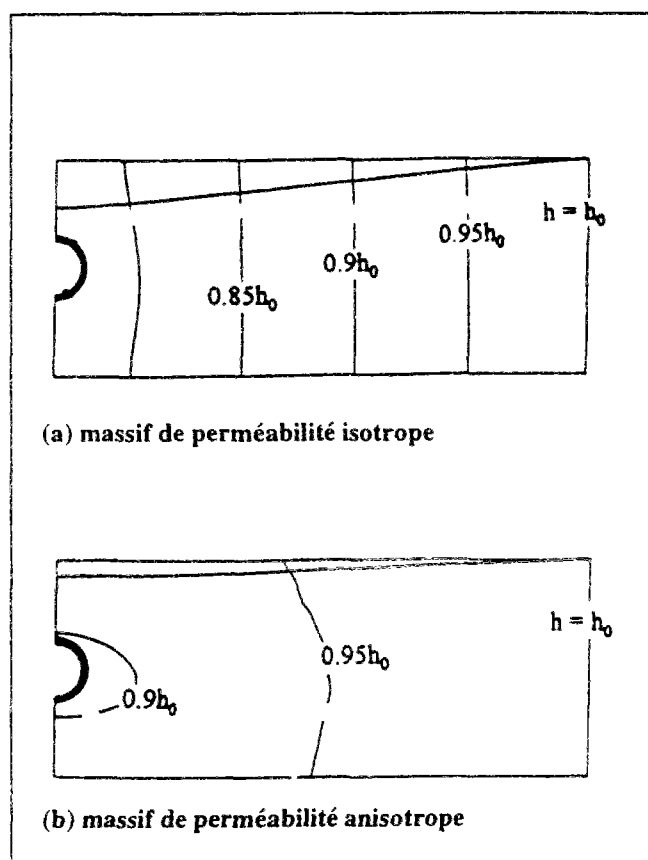 h = h₀
0.95h₀
0.9h₀
0.85h₀
(a) massif de perméabilité isotrope
h = h₀
0.95h₀
0.9h₀
(b) massif de perméabilité anisotrope